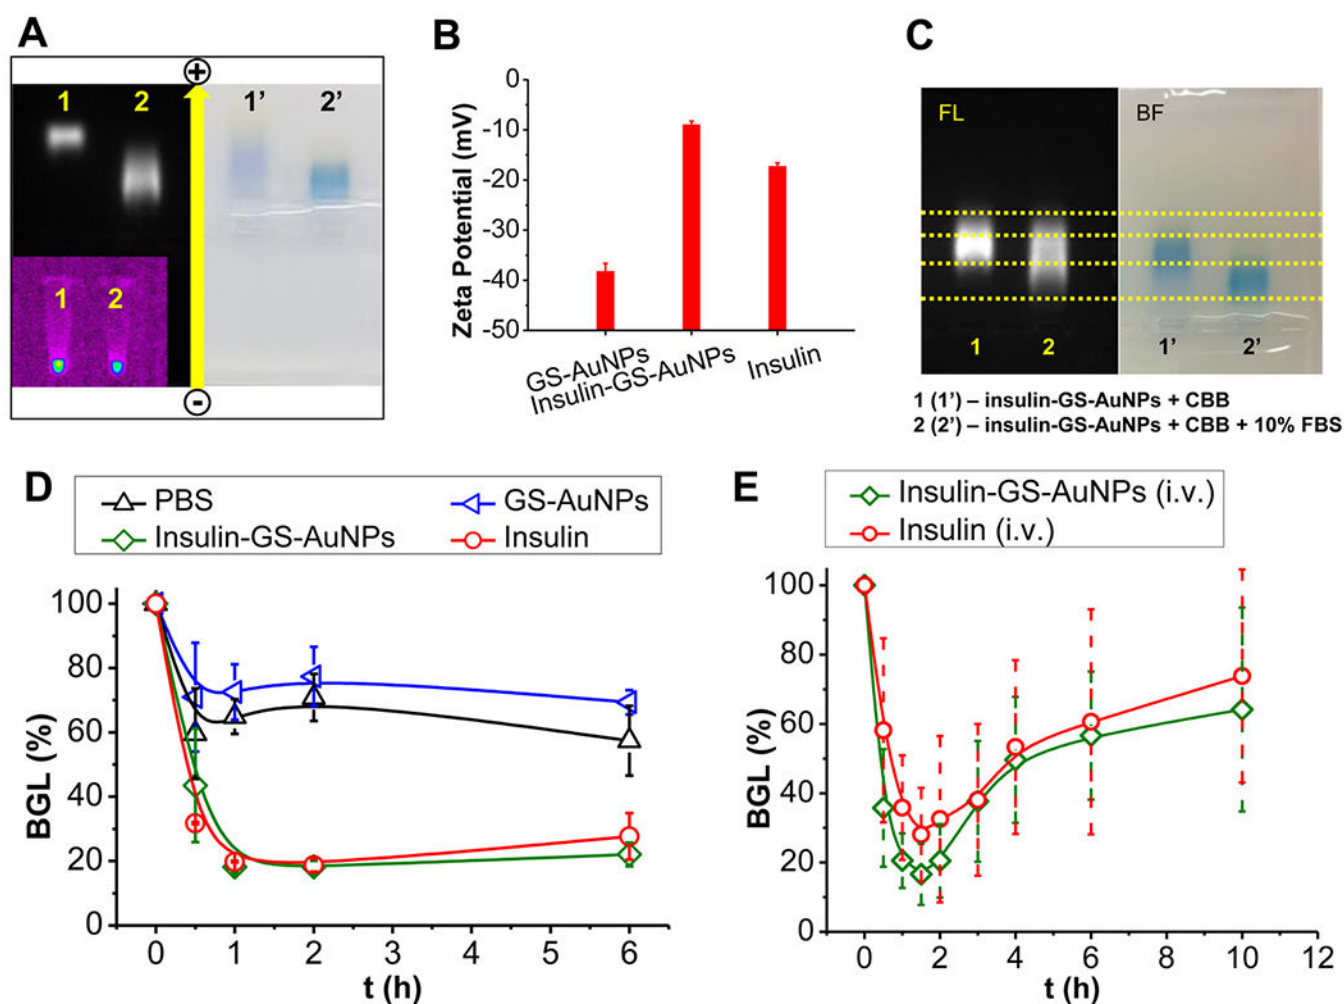 A
+
1
2
1'
2'
1
2
-
B
Zeta Potential (mV)
0
-10
-20
-30
-40
-50
GS-AuNPs
Insulin-GS-AuNPs
Insulin
C
FL
BF
1
2
1'
2'
1 (1') – insulin-GS-AuNPs + CBB
2 (2') – insulin-GS-AuNPs + CBB + 10% FBS
D
PBS
GS-AuNPs
Insulin-GS-AuNPs
Insulin
BGL (%)
100
80
60
40
20
0
0 1 2 3 4 5 6
t (h)
E
Insulin-GS-AuNPs (i.v.)
Insulin (i.v.)
BGL (%)
100
80
60
40
20
0
0 2 4 6 8 10 12
t (h)